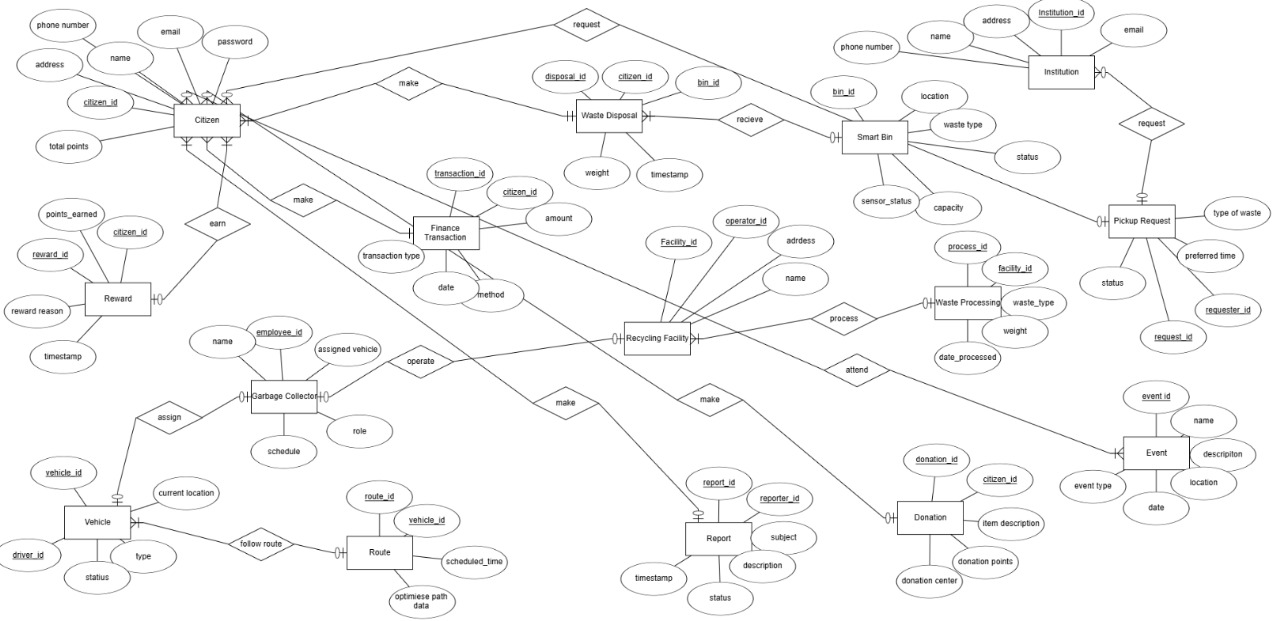 phone number
email
password
name
address
citizen_id
Citizen
total points
request
make
disposal_id
citizen_id
bin_id
Waste Disposal
weight
timestamp
recieve
bin_id
location
waste type
Smart Bin
status
sensor_status
capacity
Institution_id
address
name
email
phone number
Institution
request
Pickup Request
type of waste
preferred time
status
requester_id
request_id
earn
points_earned
citizen_id
reward_id
Reward
reward reason
timestamp
make
transaction_id
citizen_id
amount
Finance
Transaction
transaction type
date
method
operator_id
Facility_id
adrdess
name
Recycling Facility
process
process_id
facility_id
Waste Processing
waste_type
weight
date_processed
employee_id
name
assigned vehicle
Garbage Collector
role
schedule
operate
assign
make
make
attend
event id
name
Event
descripiton
location
event type
date
vehicle_id
current location
Vehicle
driver_id
type
statius
follow route
route_id
vehicle_id
Route
scheduled_time
optimiese path
data
report_id
reporter_id
Report
subject
description
timestamp
status
donation_id
citizen_id
Donation
item description
donation points
donation center